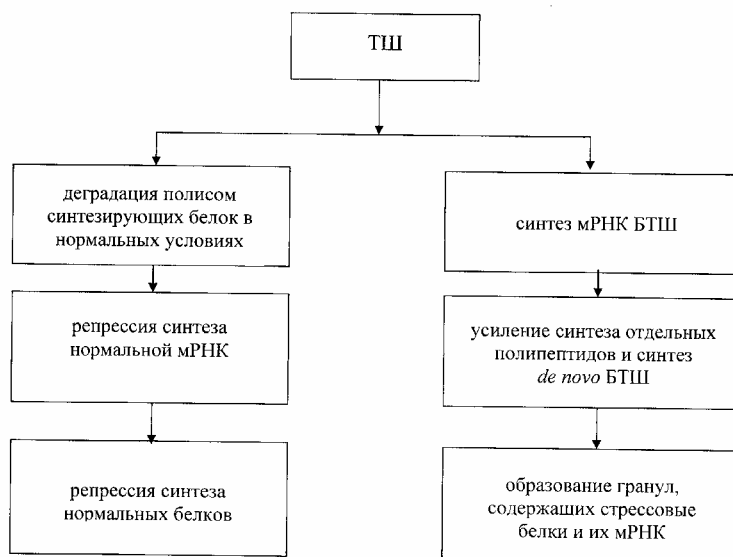 ТШ
деградация полисом
синтезирующих белок в
нормальных условиях
синтез мРНК БТШ
репрессия синтеза
нормальной мРНК
усиление синтеза отдельных
полипептидов и синтез
de novo БТШ
репрессия синтеза
нормальных белков
образование гранул,
содержаших стрессовые
белки и их мРНК